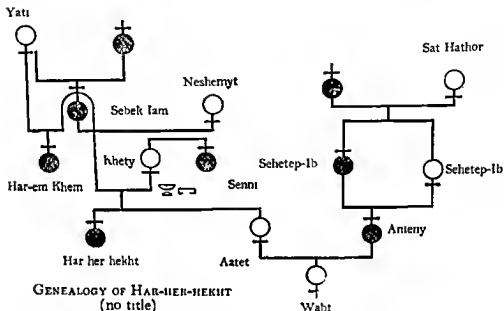 Yati
Sat Hathor
Neshemyt
Sebek Iam
Khety
Sehetep-Ib
Sehetep-Ib
Senni
Har-em Khem
Anteny
Har her hekht
Aatet
GENEALOGY OF HAR-HER-HEKHT
(no title)
Wabt